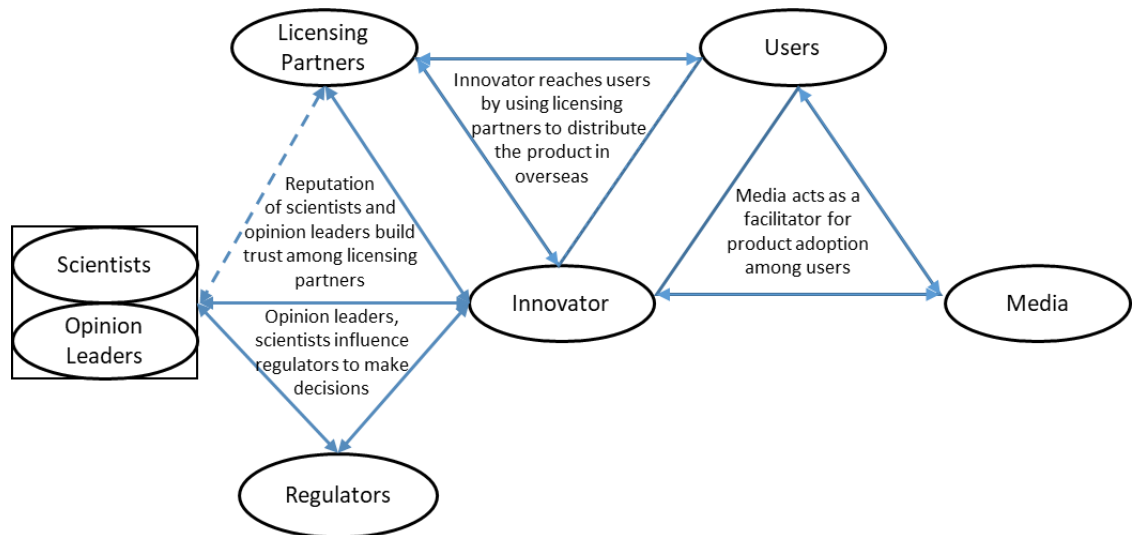 Licensing
Partners
Users
Innovator reaches users
by using licensing
partners to distribute
the product in
overseas
Reputation
of scientists and
opinion leaders build
trust among licensing
partners
Media acts as a
facilitator for
product adoption
among users
Scientists
Opinion
Leaders
Innovator
Media
Opinion leaders,
scientists influence
regulators to make
decisions
Regulators